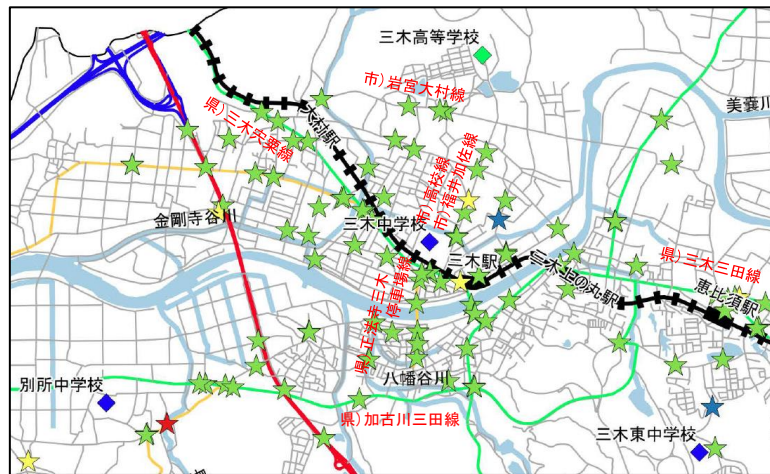 三木高等学校
市）岩宮大村線
美嚢川
大村駅
県）三木宍粟線
市）高校線
市）福井加佐線
金剛寺谷川
三木中学校
三木駅
三木上の丸駅
県）三木三田線
恵比須駅
県）正法寺三木
停車場線
八幡谷川
別所中学校
県）加古川三田線
三木東中学校